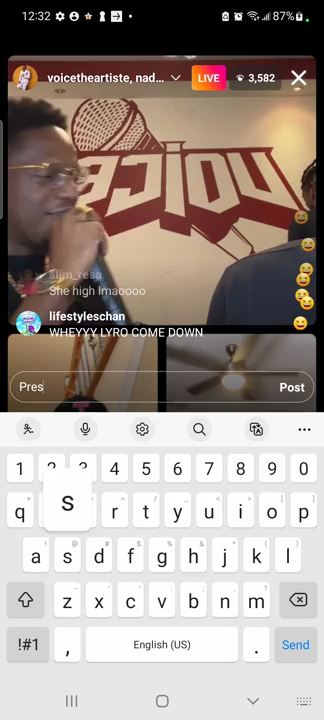 12:32
87%
voicetheartiste, nad...
LIVE
3,582
VOICE
slim_resa
She high lmaoooo
lifestyleschan
WHEYYY LYRO COME DOWN
Pres
Post
1 2 3 4 5 6 7 8 9 0
s
q r t y u i o p
a s d f g h j k l
z x c v b n m
!#1 , English (US) . Send